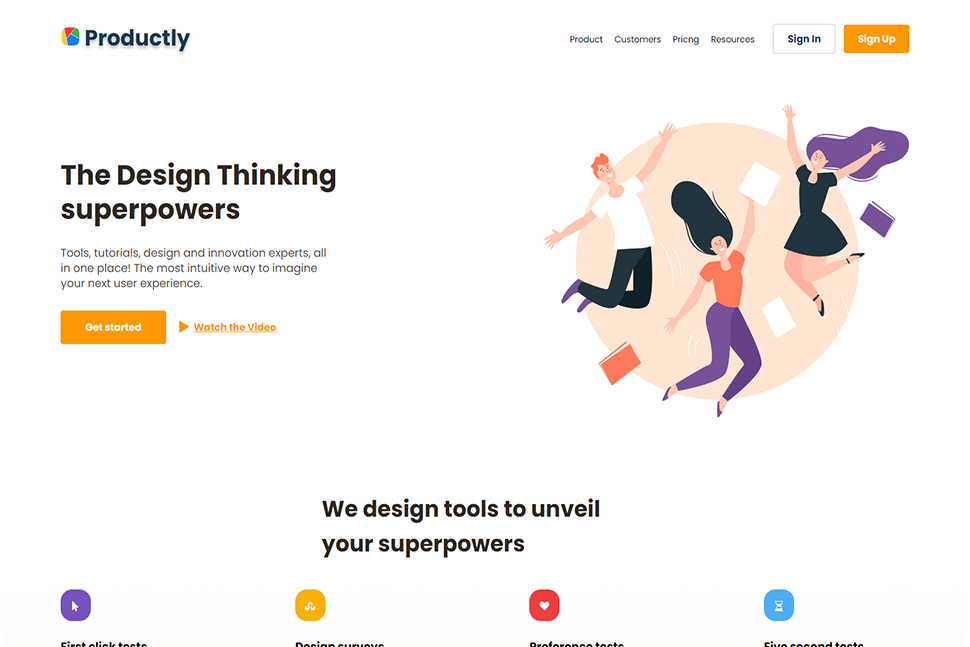 Productly
Product Customers Pricng Resources Sign In Sign Up
The Design Thinking
superpowers
Tools, tutorials, design and innovation experts, all
in one place! The most intuitive way to imagine
your next user experience.
Get started Watch the Video
We design tools to unveil
your superpowers
First click tests Design surveys Preference tests Five second tests